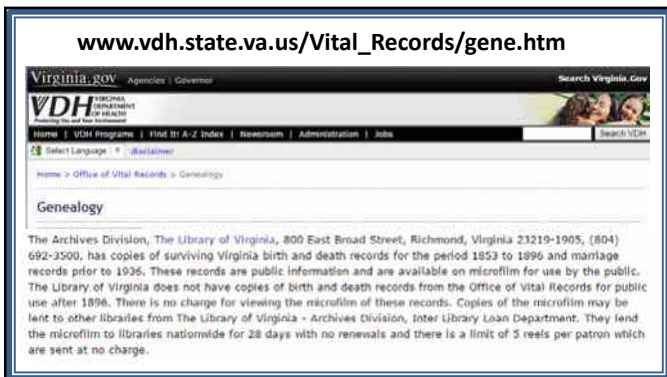 www.vdh.state.va.us/Vital_Records/gene.htm
Virginia.gov Agencies | Governor Search Virginia.Gov
VDH VIRGINIA
DEPARTMENT
OF HEALTH
Protecting You and Your Environment
Home | VDH Programs | Find It! A-Z Index | Newsroom | Administration | Jobs Search VDH
Select Language ▼ disclaimer
Home > Office of Vital Records > Genealogy
Genealogy
The Archives Division, The Library of Virginia, 800 East Broad Street, Richmond, Virginia 23219-1905, (804)
692-3500, has copies of surviving Virginia birth and death records for the period 1853 to 1896 and marriage
records prior to 1936. These records are public information and are available on microfilm for use by the public.
The Library of Virginia does not have copies of birth and death records from the Office of Vital Records for public
use after 1896. There is no charge for viewing the microfilm of these records. Copies of the microfilm may be
lent to other libraries from The Library of Virginia - Archives Division, Inter Library Loan Department. They lend
the microfilm to libraries nationwide for 28 days with no renewals and there is a limit of 5 reels per patron which
are sent at no charge.